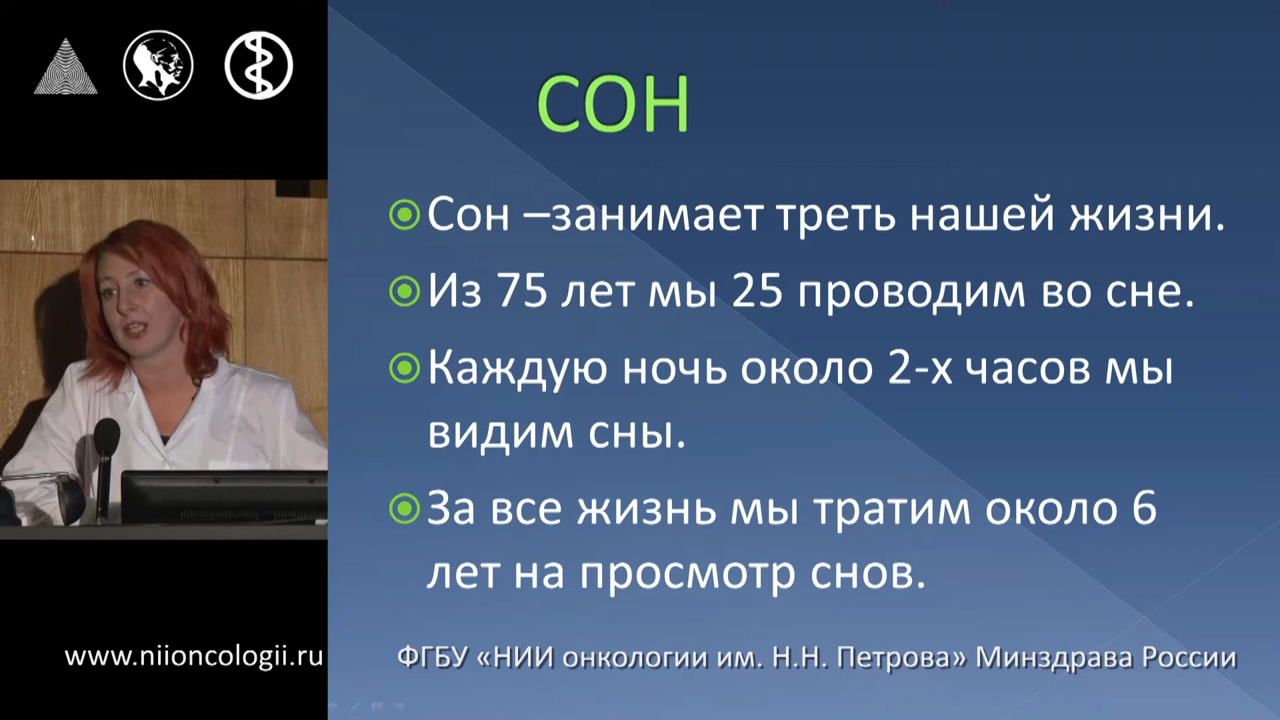 СОН
Сон –занимает треть нашей жизни.
Из 75 лет мы 25 проводим во сне.
Каждую ночь около 2-х часов мы
видим сны.
За все жизнь мы тратим около 6
лет на просмотр снов.
www.niioncologii.ru
ФГБУ «НИИ онкологии им. Н.Н. Петрова» Минздрава России